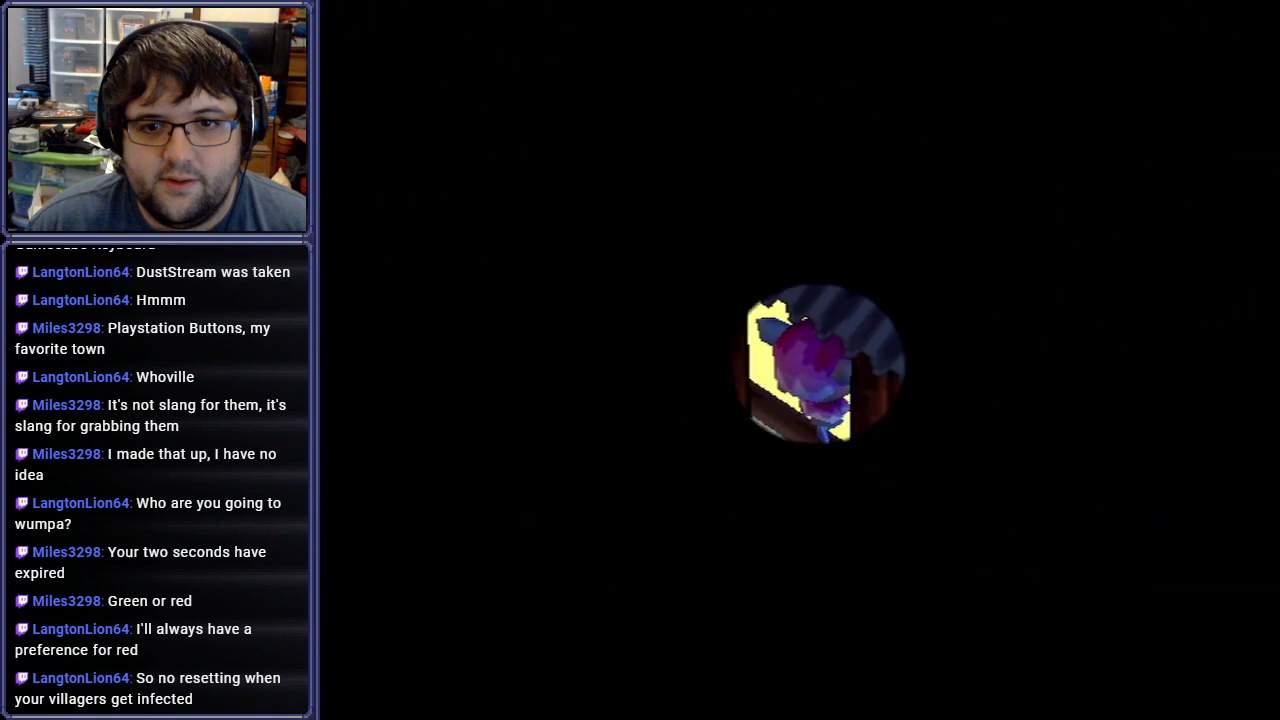 LangtonLion64: DustStream was taken
LangtonLion64: Hmmm
Miles3298: Playstation Buttons, my
favorite town
LangtonLion64: Whoville
Miles3298: It's not slang for them, it's
slang for grabbing them
Miles3298: I made that up, I have no
idea
LangtonLion64: Who are you going to
wumpa?
Miles3298: Your two seconds have
expired
Miles3298: Green or red
LangtonLion64: I'll always have a
preference for red
LangtonLion64: So no resetting when
your villagers get infected